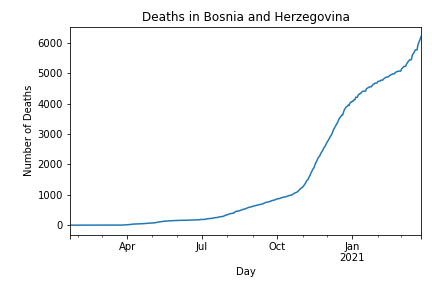 Deaths in Bosnia and Herzegovina
6000
5000
4000
3000
2000
1000
0
Number of Deaths
Apr
Jul
Oct
Jan
2021
Day